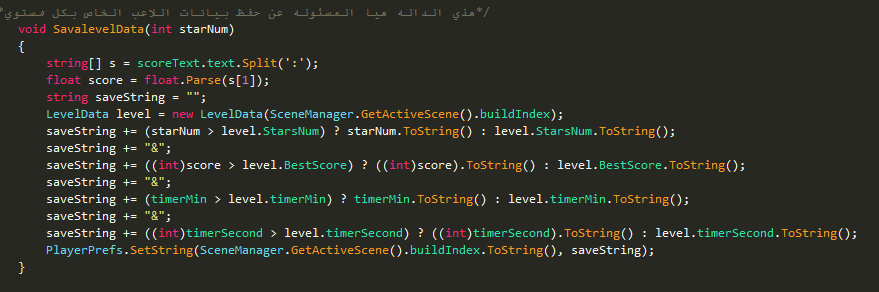 /*هذي الدالة هيا المسئولة عن حفظ بيانات اللاعب الخاص بكل مستوي*
void SavalevelData(int starNum)
{
string[] s = scoreText.text.Split(':');
float score = float.Parse(s[1]);
string saveString = "";
LevelData level = new LevelData(SceneManager.GetActiveScene().buildIndex);
saveString += (starNum > level.StarsNum) ? starNum.ToString() : level.StarsNum.ToString();
saveString += "&";
saveString += ((int)score > level.BestScore) ? ((int)score).ToString() : level.BestScore.ToString();
saveString += "&";
saveString += (timerMin > level.timerMin) ? timerMin.ToString() : level.timerMin.ToString();
saveString += "&";
saveString += ((int)timerSecond > level.timerSecond) ? ((int)timerSecond).ToString() : level.timerSecond.ToString();
PlayerPrefs.SetString(SceneManager.GetActiveScene().buildIndex.ToString(), saveString);
}